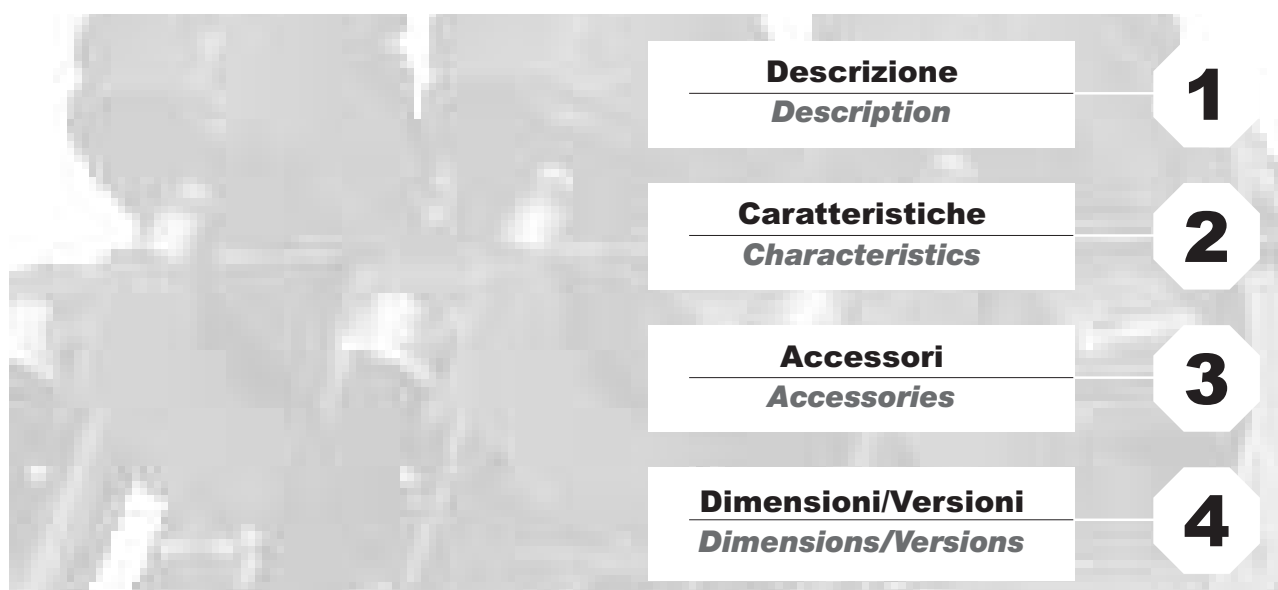 Descrizione
Description
1
Caratteristiche
Characteristics
2
Accessori
Accessories
3
Dimensioni/Versioni
Dimensions/Versions
4